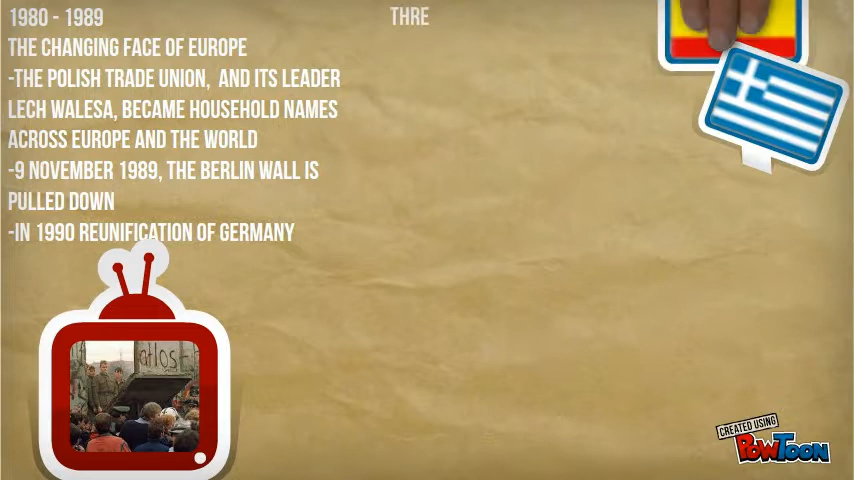 1980 - 1989
THE CHANGING FACE OF EUROPE
-THE POLISH TRADE UNION, AND ITS LEADER
LECH WALESA, BECAME HOUSEHOLD NAMES
ACROSS EUROPE AND THE WORLD
-9 NOVEMBER 1989, THE BERLIN WALL IS
PULLED DOWN
-IN 1990 REUNIFICATION OF GERMANY
THRE
atlos
CREATED USING
POWTOON